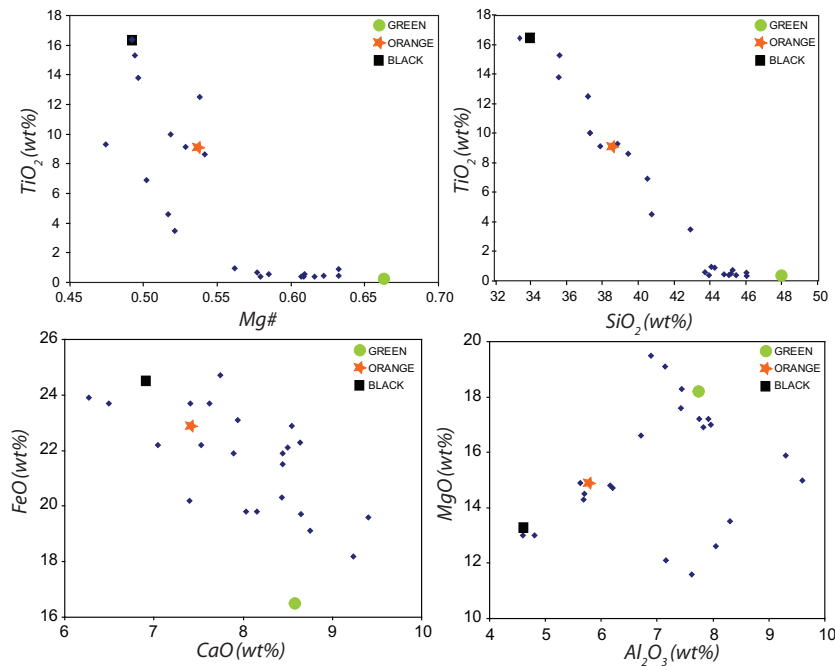 18
16
14
12
10
8
6
4
2
0
TiO2 (wt%)
0.45 0.50 0.55 0.60 0.65 0.70
Mg#
GREEN
ORANGE
BLACK
18
16
14
12
10
8
6
4
2
0
TiO2 (wt%)
32 34 36 38 40 42 44 46 48 50
SiO2 (wt%)
GREEN
ORANGE
BLACK
26
24
22
20
18
16
FeO (wt%)
6 7 8 9 10
CaO (wt%)
GREEN
ORANGE
BLACK
20
18
16
14
12
10
MgO (wt%)
4 5 6 7 8 9 10
Al2O3 (wt%)
GREEN
ORANGE
BLACK